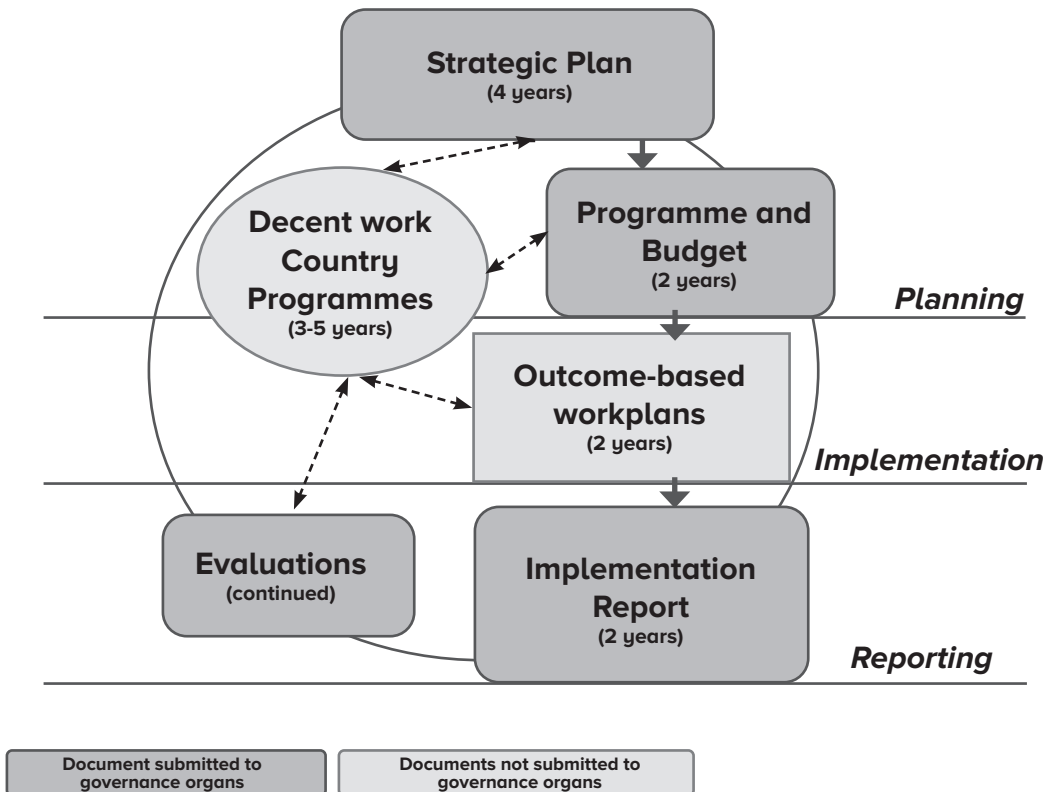 Strategic Plan
(4 years)
Decent work
Country
Programmes
(3-5 years)
Programme and
Budget
(2 years)
Planning
Outcome-based
workplans
(2 years)
Implementation
Evaluations
(continued)
Implementation
Report
(2 years)
Reporting
Document submitted to
governance organs
Documents not submitted to
governance organs